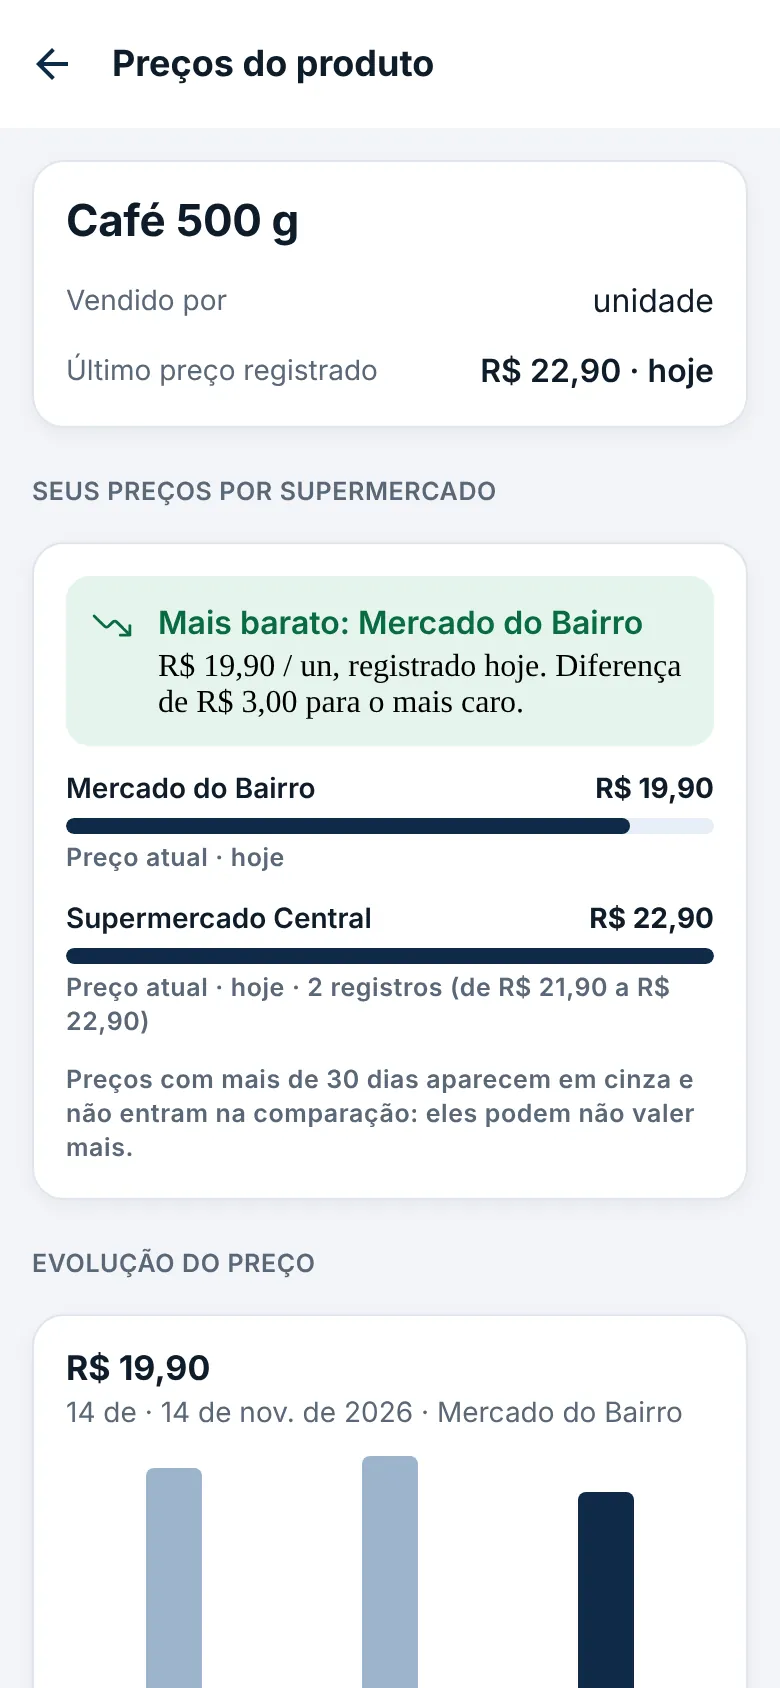 Preços do produto
Café 500 g
Vendido por unidade
Último preço registrado R$ 22,90 · hoje
SEUS PREÇOS POR SUPERMERCADO
Mais barato: Mercado do Bairro
R$ 19,90 / un, registrado hoje. Diferença
de R$ 3,00 para o mais caro.
Mercado do Bairro R$ 19,90
Preço atual · hoje
Supermercado Central R$ 22,90
Preço atual · hoje · 2 registros (de R$ 21,90 a R$
22,90)
Preços com mais de 30 dias aparecem em cinza e
não entram na comparação: eles podem não valer
mais.
EVOLUÇÃO DO PREÇO
R$ 19,90
14 de · 14 de nov. de 2026 · Mercado do Bairro